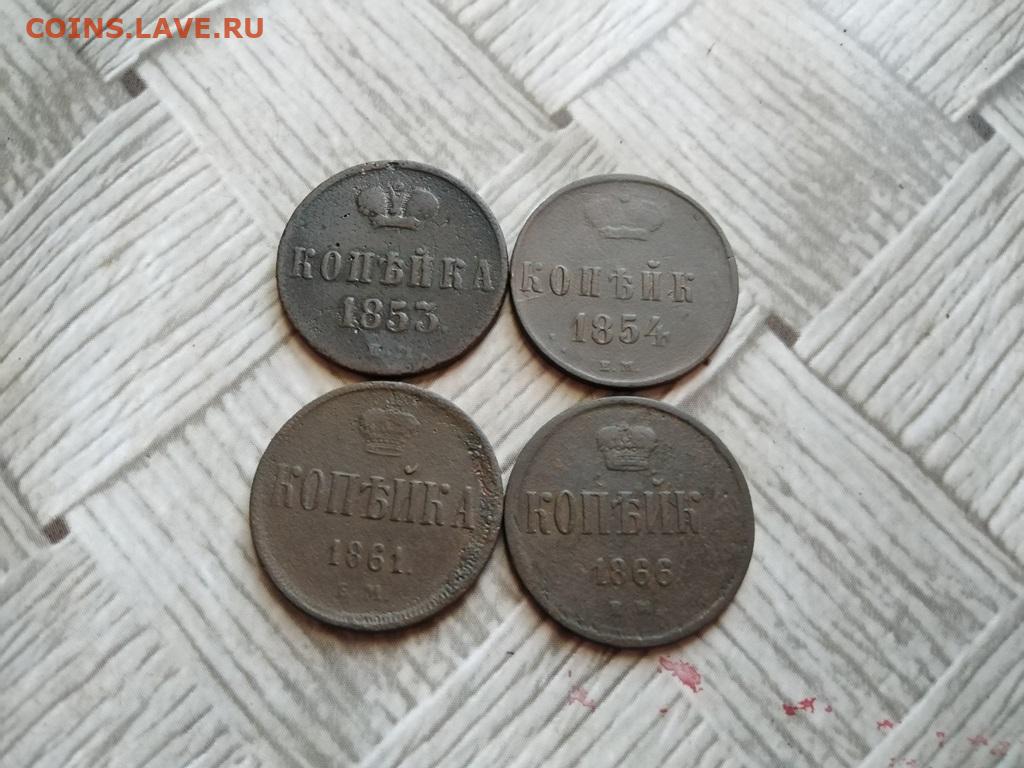 COINS.LAVE.RU
КОПѢЙКА
1853.
КОПѢЙК
1854.
Е.М.
КОПѢЙКА
1861.
Е.М.
КОПѢЙК
1866
Е.М.